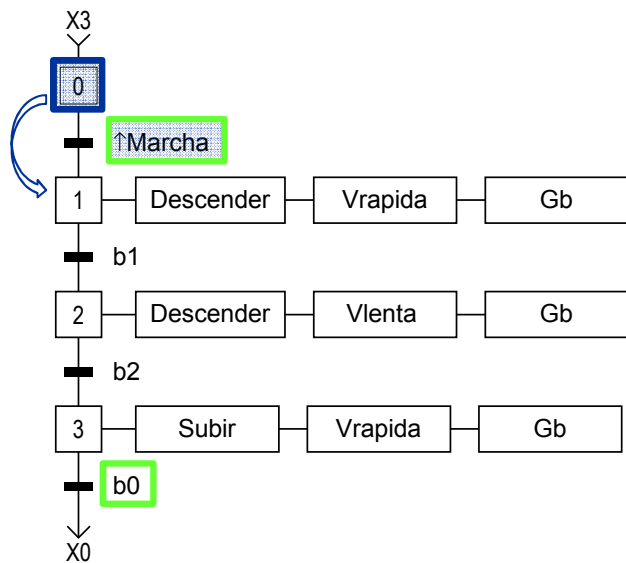 X3
0
↑Marcha
1 Descender Vrapida Gb
b1
2 Descender Vlenta Gb
b2
3 Subir Vrapida Gb
b0
X0